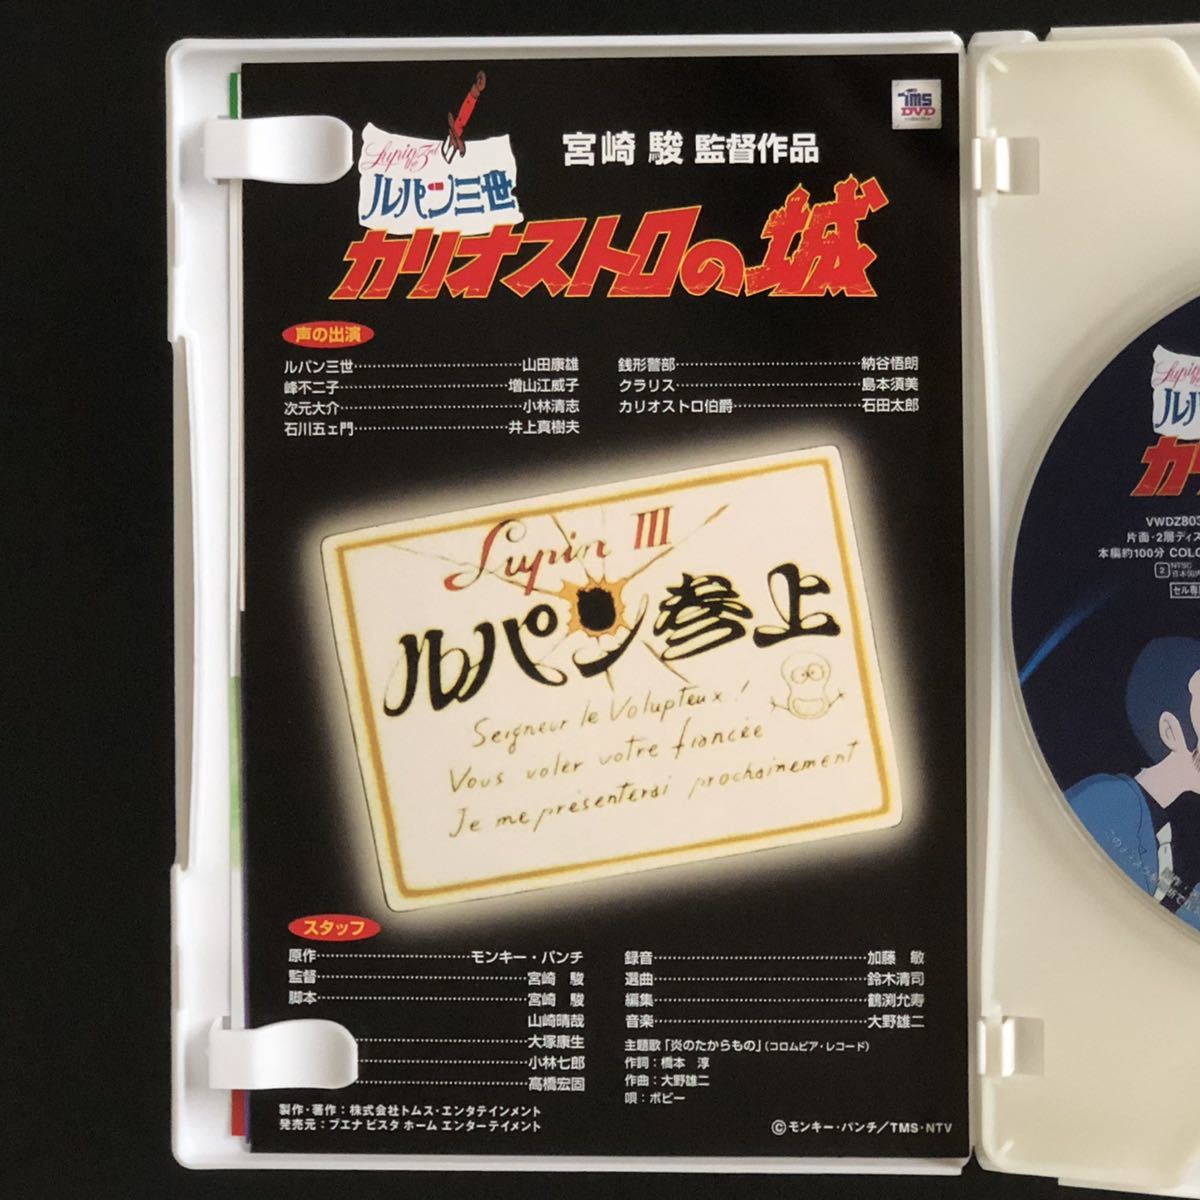 TMS
DVD
宮崎 駿 監督作品
Lupin the 3rd
ルパン三世
カリオストロの城
声の出演
ルパン三世 山田康雄
峰不二子 増山江威子
次元大介 小林清志
石川五ェ門 井上真樹夫
銭形警部 納谷悟朗
クラリス 島本須美
カリオストロ伯爵 石田太郎
Lupin III
ルパン参上
Seigneur le Volupteux!
Vous voler votre fiancée
Je me présenterai prochainement
スタッフ
原作 モンキー・パンチ
監督 宮崎 駿
脚本 宮崎 駿
山崎晴哉
大塚康生
小林七郎
高橋宏固
録音 加藤 敏
選曲 鈴木清司
編集 鶴渕允寿
音楽 大野雄二
主題歌「炎のたからもの」(コロムビア・レコード)
作詞:橋本 淳
作曲:大野雄二
唄:ボビー
製作・著作:株式会社トムス・エンタテインメント
発売元:ブエナ ビスタ ホーム エンターテイメント
©モンキー・パンチ/TMS・NTV
Lupin
ルパ
カリ
VWDZ803
片面・2層ディス
本編約100分 COLO
2 NTSC
日本国内
セル専